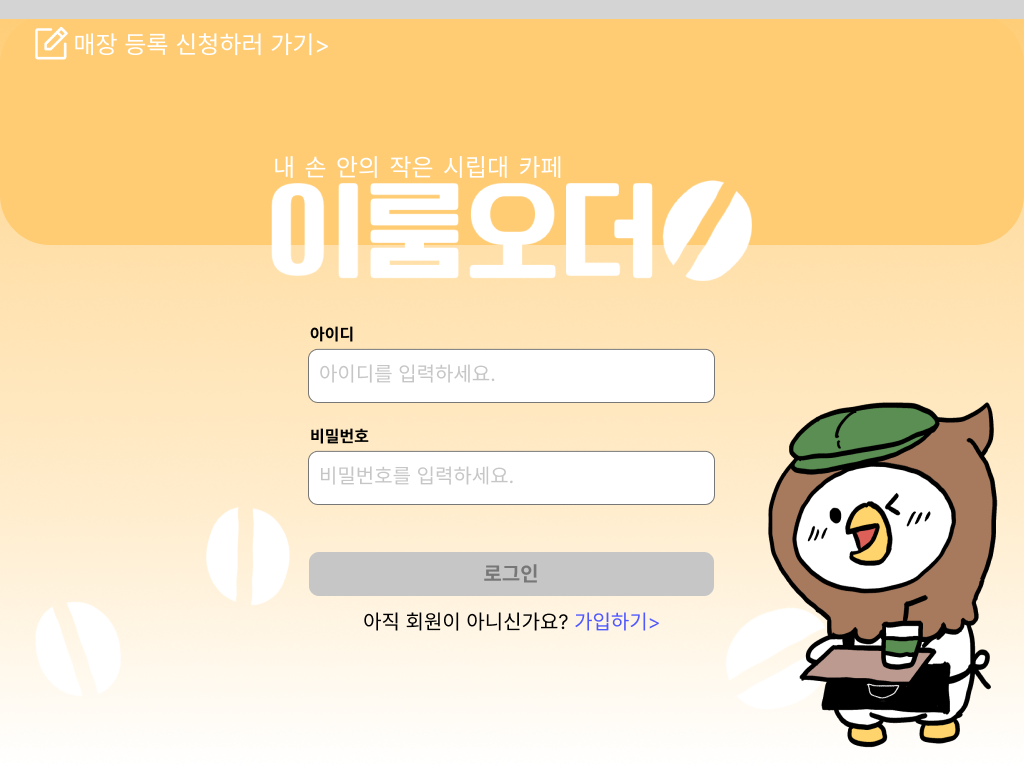 매장 등록 신청하러 가기>
내 손 안의 작은 시립대 카페
이룸오더
아이디
아이디를 입력하세요.
비밀번호
비밀번호를 입력하세요.
로그인
아직 회원이 아니신가요? 가입하기>